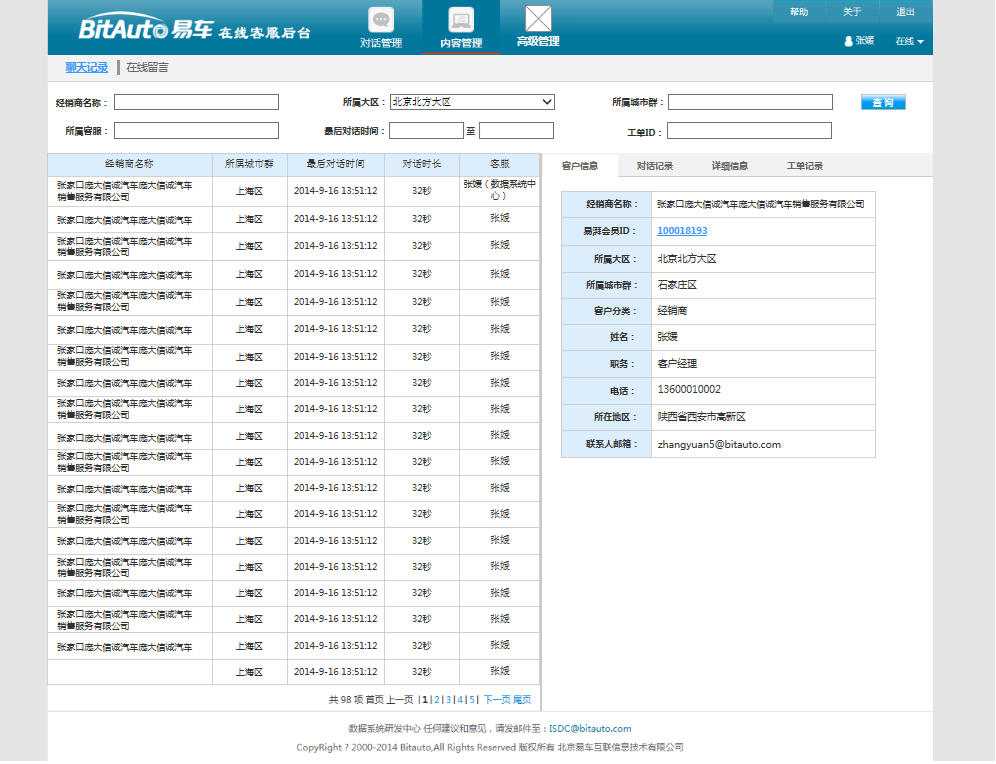 BitAuto 易车 在线客服后台
对话管理 内容管理 高级管理
帮助 关于 退出
张媛 在线
聊天记录 在线留言
经销商名称： 所属大区： 北京北方大区 所属城市群： 查 询
所属客服： 最后对话时间： 至 工单ID：
经销商名称 所属城市群 最后对话时间 对话时长 客服
张家口庞大信诚汽车庞大信诚汽车
销售服务有限公司 上海区 2014-9-16 13:51:12 32秒 张媛（数据系统中
心）
张家口庞大信诚汽车庞大信诚汽车 上海区 2014-9-16 13:51:12 32秒 张媛
张家口庞大信诚汽车庞大信诚汽车
销售服务有限公司 上海区 2014-9-16 13:51:12 32秒 张媛
张家口庞大信诚汽车庞大信诚汽车 上海区 2014-9-16 13:51:12 32秒 张媛
张家口庞大信诚汽车庞大信诚汽车
销售服务有限公司 上海区 2014-9-16 13:51:12 32秒 张媛
张家口庞大信诚汽车庞大信诚汽车 上海区 2014-9-16 13:51:12 32秒 张媛
张家口庞大信诚汽车庞大信诚汽车
销售服务有限公司 上海区 2014-9-16 13:51:12 32秒 张媛
张家口庞大信诚汽车庞大信诚汽车 上海区 2014-9-16 13:51:12 32秒 张媛
张家口庞大信诚汽车庞大信诚汽车
销售服务有限公司 上海区 2014-9-16 13:51:12 32秒 张媛
张家口庞大信诚汽车庞大信诚汽车 上海区 2014-9-16 13:51:12 32秒 张媛
张家口庞大信诚汽车庞大信诚汽车
销售服务有限公司 上海区 2014-9-16 13:51:12 32秒 张媛
张家口庞大信诚汽车庞大信诚汽车 上海区 2014-9-16 13:51:12 32秒 张媛
张家口庞大信诚汽车庞大信诚汽车
销售服务有限公司 上海区 2014-9-16 13:51:12 32秒 张媛
张家口庞大信诚汽车庞大信诚汽车 上海区 2014-9-16 13:51:12 32秒 张媛
张家口庞大信诚汽车庞大信诚汽车
销售服务有限公司 上海区 2014-9-16 13:51:12 32秒 张媛
张家口庞大信诚汽车庞大信诚汽车 上海区 2014-9-16 13:51:12 32秒 张媛
张家口庞大信诚汽车庞大信诚汽车
销售服务有限公司 上海区 2014-9-16 13:51:12 32秒 张媛
张家口庞大信诚汽车庞大信诚汽车 上海区 2014-9-16 13:51:12 32秒 张媛
上海区 2014-9-16 13:51:12 32秒 张媛
共 98 项 首页 上一页 |1|2|3|4|5| 下一页 尾页
客户信息 对话记录 详细信息 工单记录
经销商名称： 张家口庞大信诚汽车庞大信诚汽车销售服务有限公司
易湃会员ID： 100018193
所属大区： 北京北方大区
所属城市群： 石家庄区
客户分类： 经销商
姓名： 张媛
职务： 客户经理
电话： 13600010002
所在地区： 陕西省西安市高新区
联系人邮箱： zhangyuan5@bitauto.com
数据系统研发中心 任何建议和意见，请发邮件至：ISDC@bitauto.com
CopyRight ? 2000-2014 Bitauto,All Rights Reserved 版权所有 北京易车互联信息技术有限公司